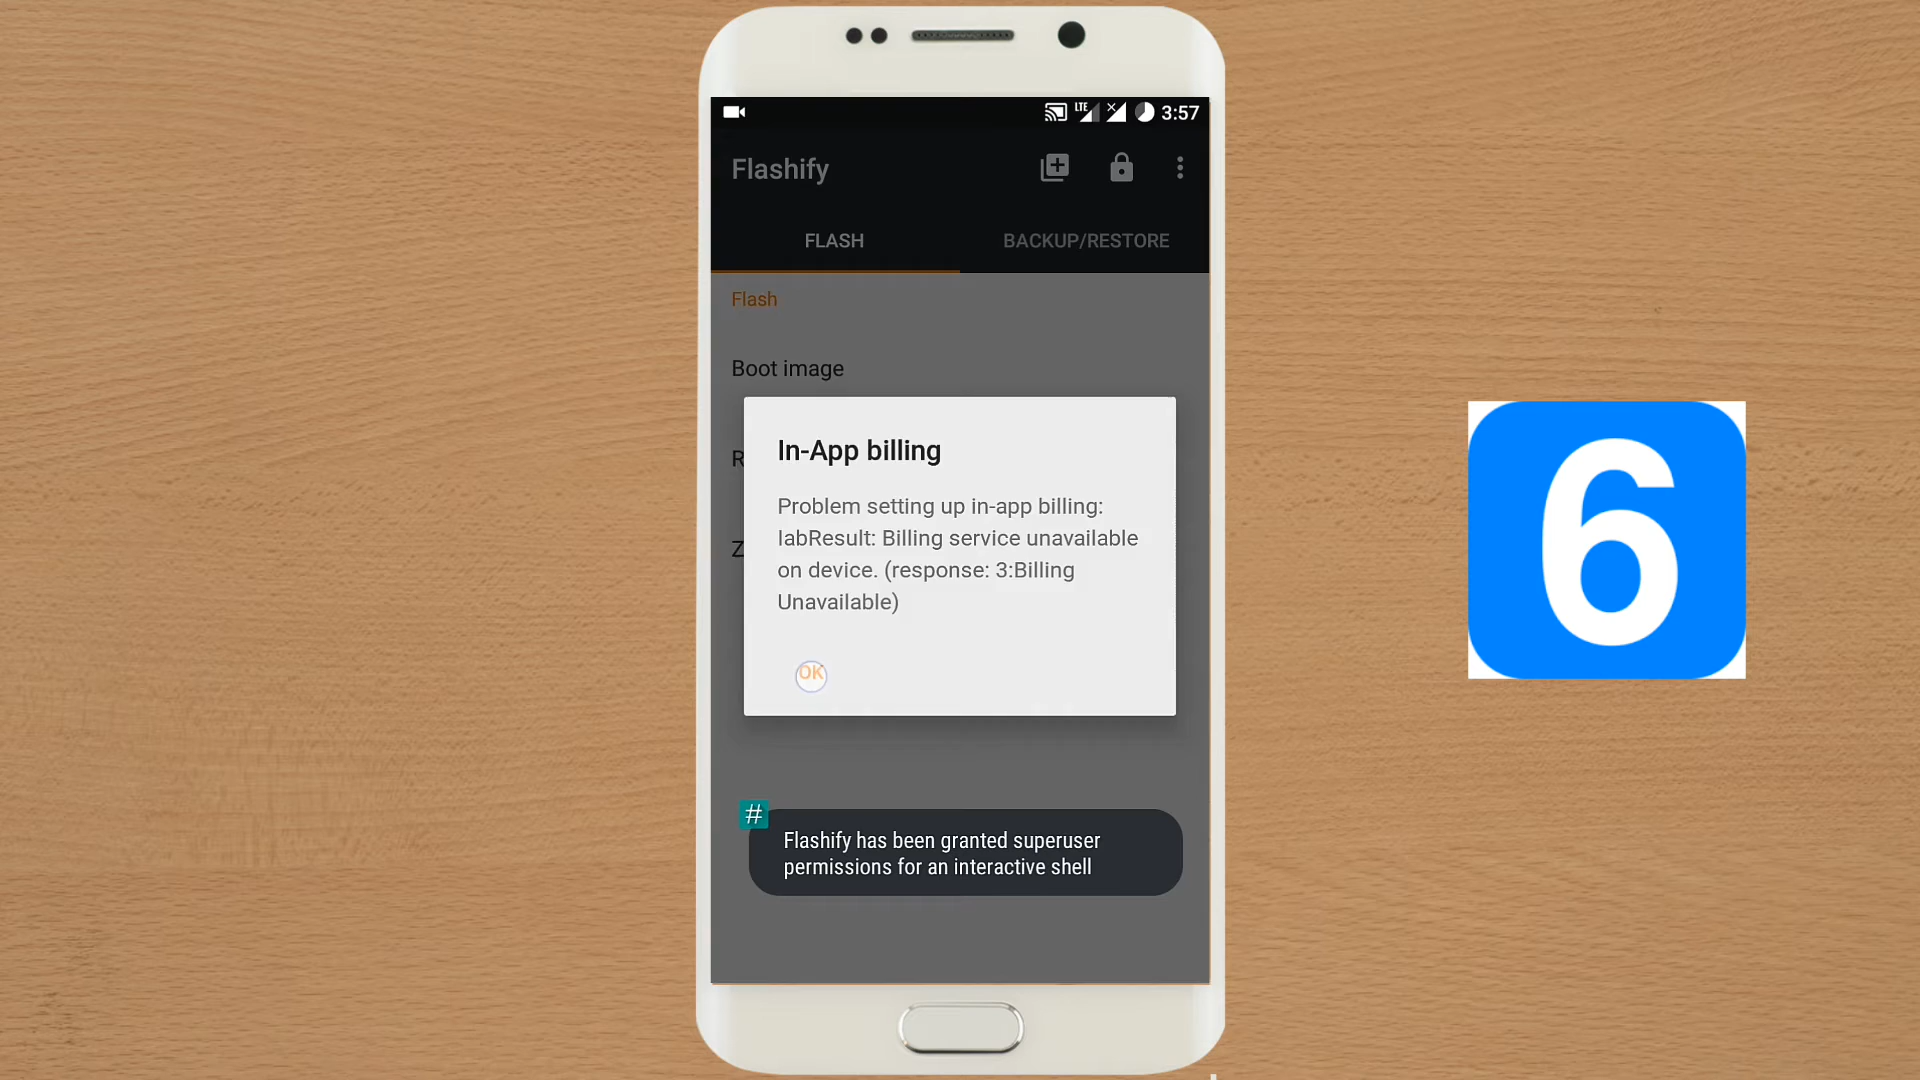 LTE 3:57
Flashify
FLASH BACKUP/RESTORE
Flash
Boot image
R
Z
In-App billing
Problem setting up in-app billing:
IabResult: Billing service unavailable
on device. (response: 3:Billing
Unavailable)
OK
#
Flashify has been granted superuser
permissions for an interactive shell
6